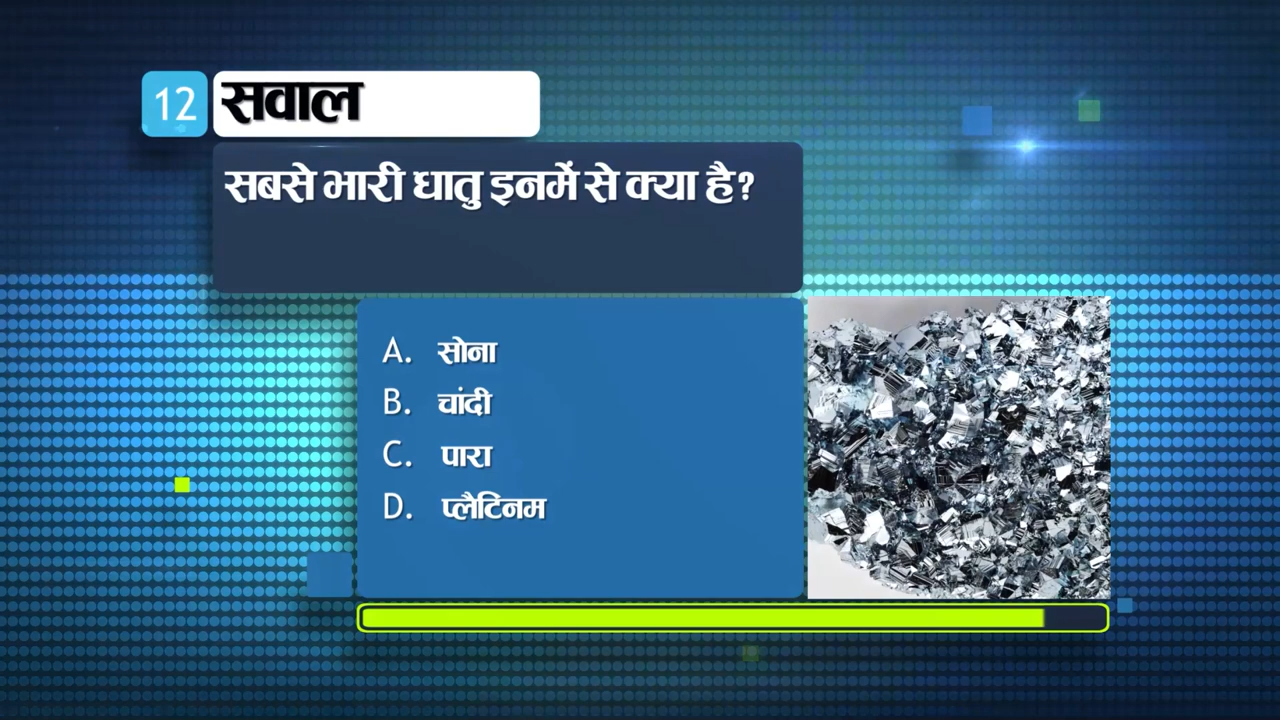 12 सवाल
सबसे भारी धातु इनमें से क्या है?
A. सोना
B. चांदी
C. पारा
D. प्लैटिनम